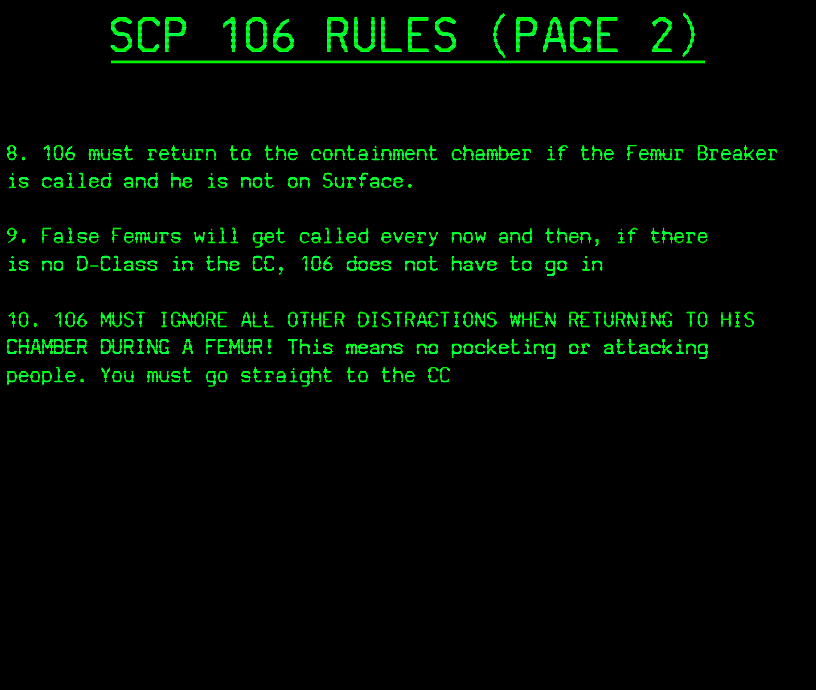 SCP 106 RULES (PAGE 2)
8. 106 must return to the containment chamber if the Femur Breaker
is called and he is not on Surface.
9. False Femurs will get called every now and then, if there
is no D-Class in the CC, 106 does not have to go in
10. 106 MUST IGNORE ALL OTHER DISTRACTIONS WHEN RETURNING TO HIS
CHAMBER DURING A FEMUR! This means no pocketing or attacking
people. You must go straight to the CC